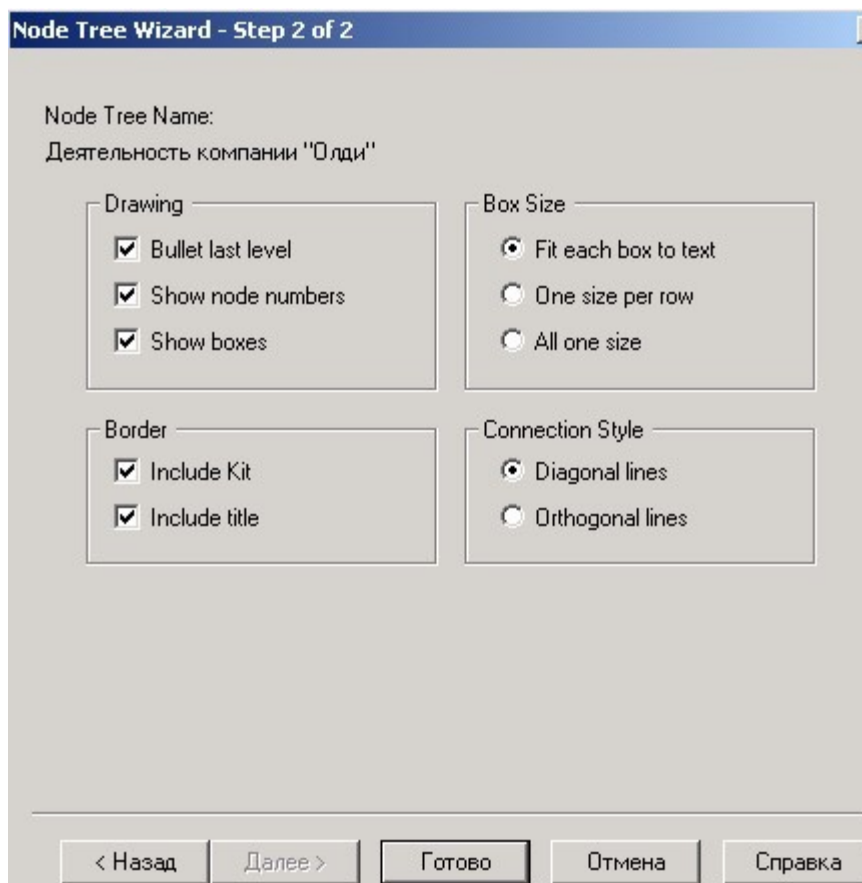 Node Tree Wizard - Step 2 of 2
Node Tree Name:
Деятельность компании "Олди"
Drawing
Bullet last level
Show node numbers
Show boxes
Box Size
Fit each box to text
One size per row
All one size
Border
Include Kit
Include title
Connection Style
Diagonal lines
Orthogonal lines
< Назад
Далее >
Готово
Отмена
Справка